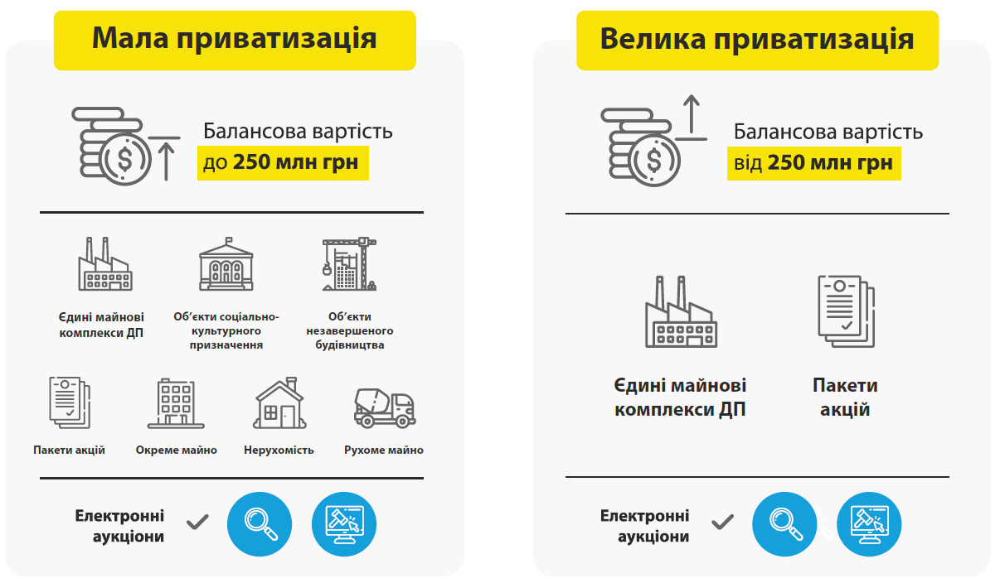 Мала приватизація
Балансова вартість
до 250 млн грн
Єдині майнові
комплекси ДП
Об’єкти соціально-
культурного
призначення
Об’єкти
незавершеного
будівництва
Пакети акцій
Окреме майно
Нерухомість
Рухоме майно
Електронні
аукціони
Велика приватизація
Балансова вартість
від 250 млн грн
Єдині майнові
комплекси ДП
Пакети
акцій
Електронні
аукціони